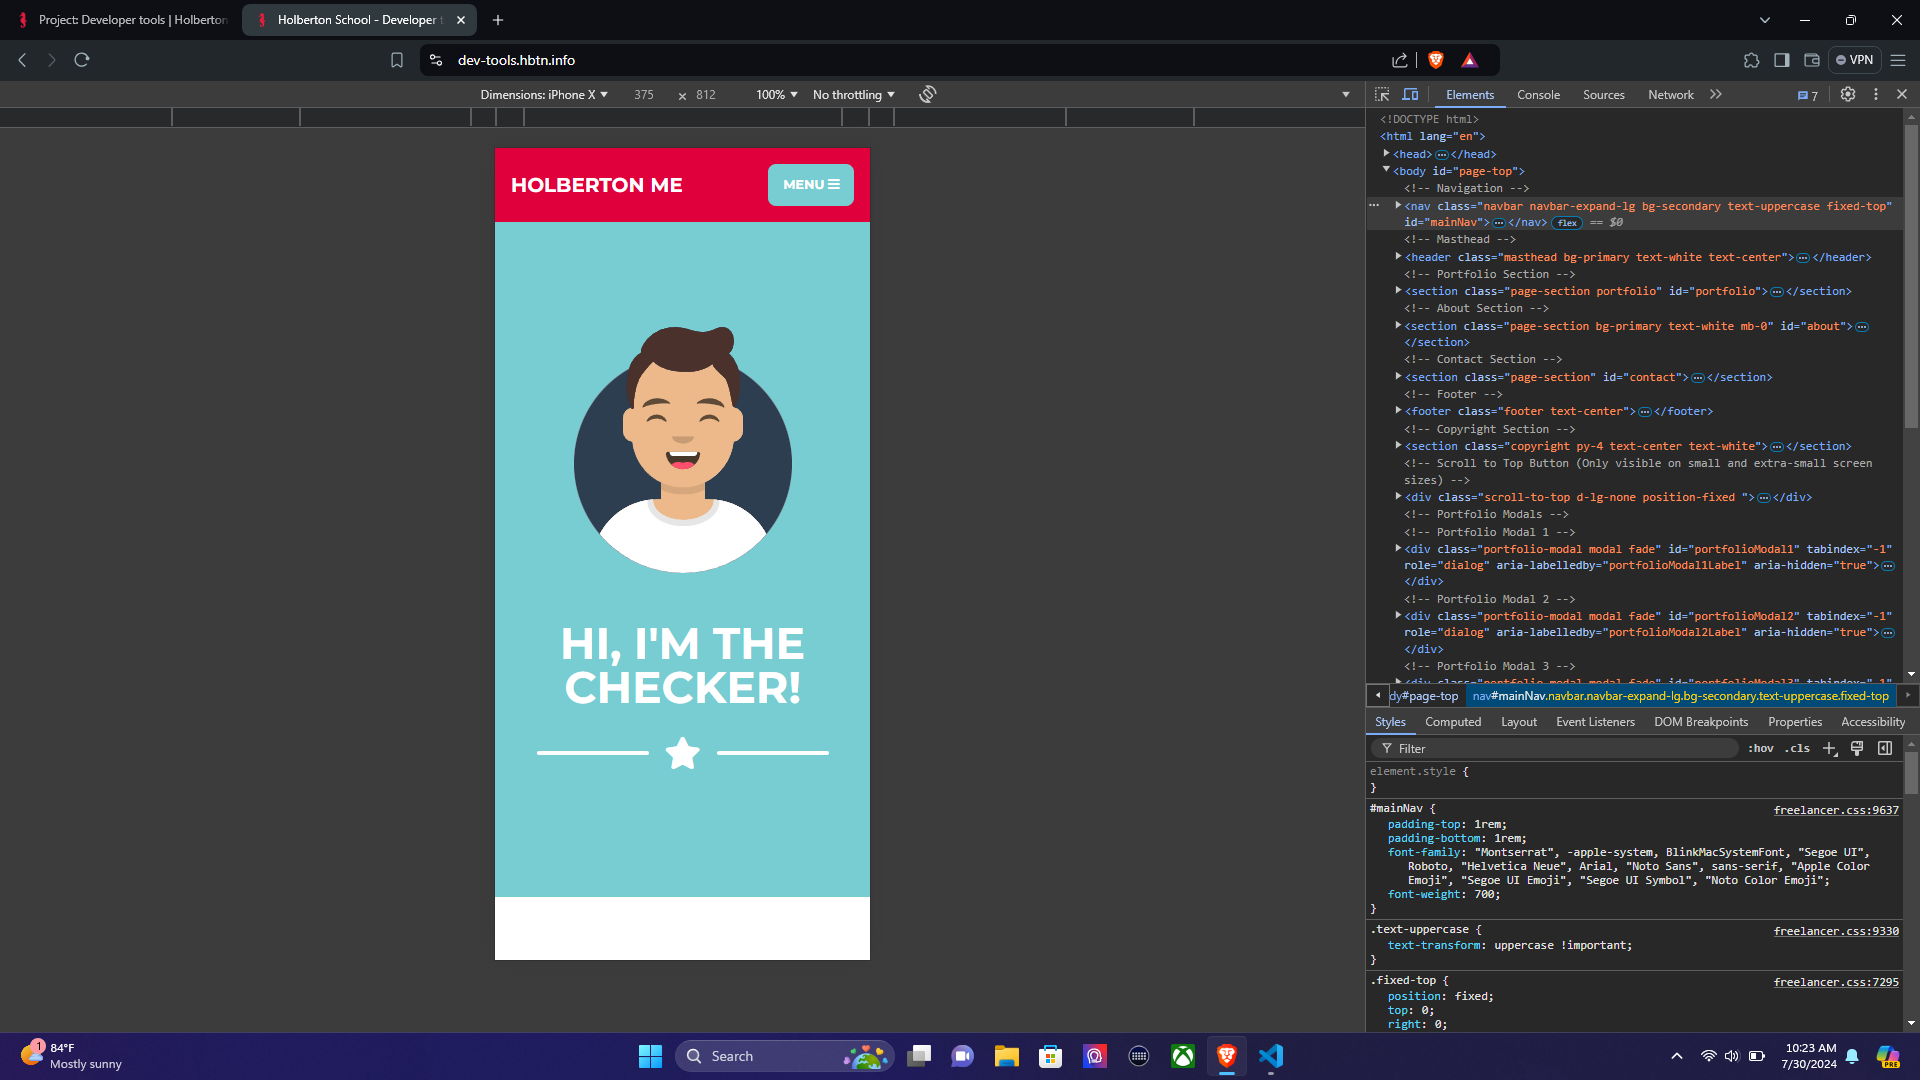 Project: Developer tools | Holberton
Holberton School - Developer t
dev-tools.hbtn.info
VPN
Dimensions: iPhone X
375
×
812
100%
No throttling
Elements
Console
Sources
Network
7
HOLBERTON ME
MENU
HI, I'M THE
CHECKER!
<!DOCTYPE html>
<html lang="en">
<head>⋯</head>
<body id="page-top">
<!-- Navigation -->
<nav class="navbar navbar-expand-lg bg-secondary text-uppercase fixed-top"
id="mainNav">⋯</nav> flex == $0
<!-- Masthead -->
<header class="masthead bg-primary text-white text-center">⋯</header>
<!-- Portfolio Section -->
<section class="page-section portfolio" id="portfolio">⋯</section>
<!-- About Section -->
<section class="page-section bg-primary text-white mb-0" id="about">⋯
</section>
<!-- Contact Section -->
<section class="page-section" id="contact">⋯</section>
<!-- Footer -->
<footer class="footer text-center">⋯</footer>
<!-- Copyright Section -->
<section class="copyright py-4 text-center text-white">⋯</section>
<!-- Scroll to Top Button (Only visible on small and extra-small screen
sizes) -->
<div class="scroll-to-top d-lg-none position-fixed ">⋯</div>
<!-- Portfolio Modals -->
<!-- Portfolio Modal 1 -->
<div class="portfolio-modal modal fade" id="portfolioModal1" tabindex="-1"
role="dialog" aria-labelledby="portfolioModal1Label" aria-hidden="true">⋯
</div>
<!-- Portfolio Modal 2 -->
<div class="portfolio-modal modal fade" id="portfolioModal2" tabindex="-1"
role="dialog" aria-labelledby="portfolioModal2Label" aria-hidden="true">⋯
</div>
<!-- Portfolio Modal 3 -->
<div class="portfolio-modal modal fade" id="portfolioModal3" tabindex="-1"
dy#page-top
nav#mainNav.navbar.navbar-expand-lg.bg-secondary.text-uppercase.fixed-top
Styles
Computed
Layout
Event Listeners
DOM Breakpoints
Properties
Accessibility
Filter
:hov
.cls
element.style {
}
#mainNav {
freelancer.css:9637
padding-top: 1rem;
padding-bottom: 1rem;
font-family: "Montserrat", -apple-system, BlinkMacSystemFont, "Segoe UI",
Roboto, "Helvetica Neue", Arial, "Noto Sans", sans-serif, "Apple Color
Emoji", "Segoe UI Emoji", "Segoe UI Symbol", "Noto Color Emoji";
font-weight: 700;
}
.text-uppercase {
freelancer.css:9330
text-transform: uppercase !important;
}
.fixed-top {
freelancer.css:7295
position: fixed;
top: 0;
right: 0;
1
84°F
Mostly sunny
Search
10:23 AM
7/30/2024
PRE